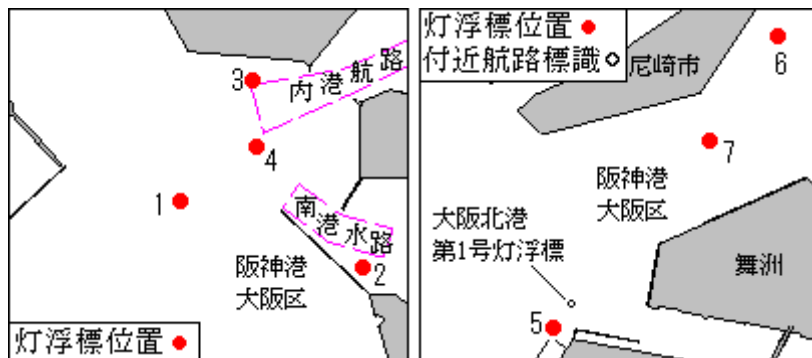 3
内港航路
4
1
南港水路
阪神港
大阪区
2
灯浮標位置
灯浮標位置
付近航路標識
尼崎市
6
7
阪神港
大阪区
大阪北港
第1号灯浮標
舞洲
5